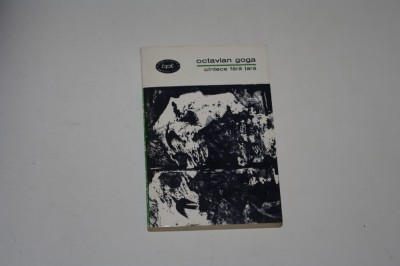 bpt
octavian goga
cîntece fără țară